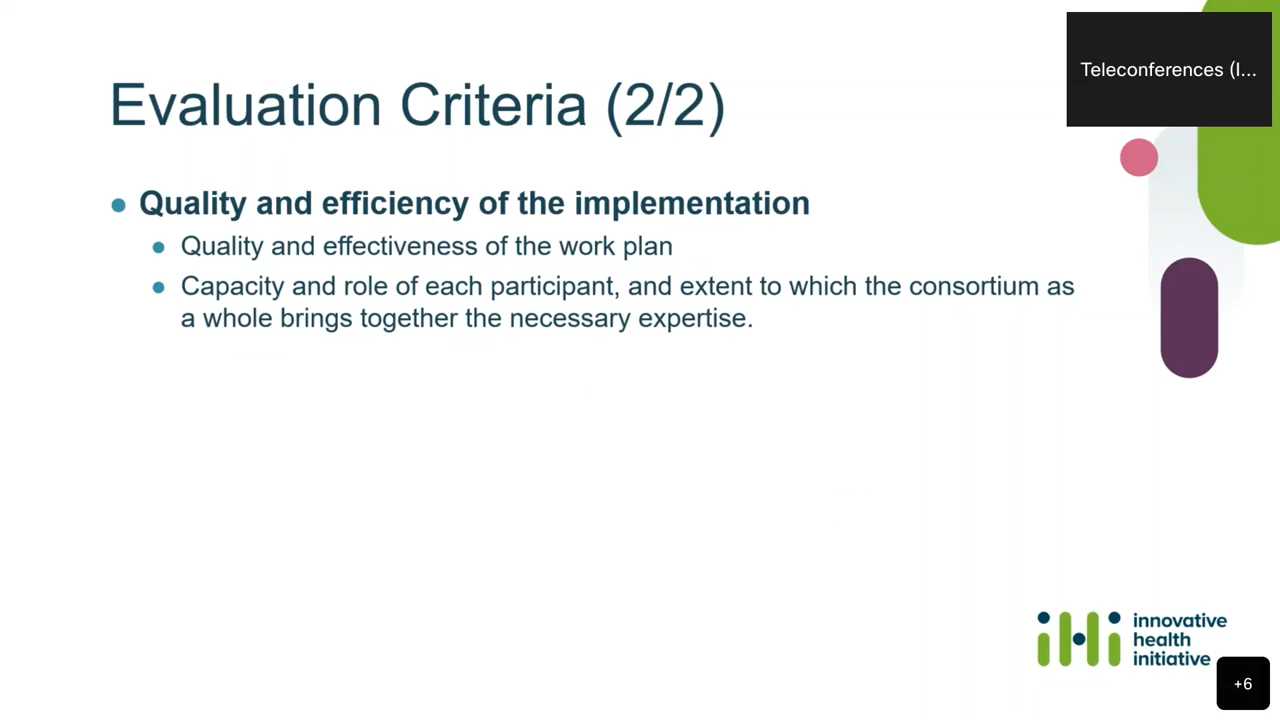 Teleconferences (I...
Evaluation Criteria (2/2)
Quality and efficiency of the implementation
Quality and effectiveness of the work plan
Capacity and role of each participant, and extent to which the consortium as
a whole brings together the necessary expertise.
iHi
innovative
health
initiative
+6